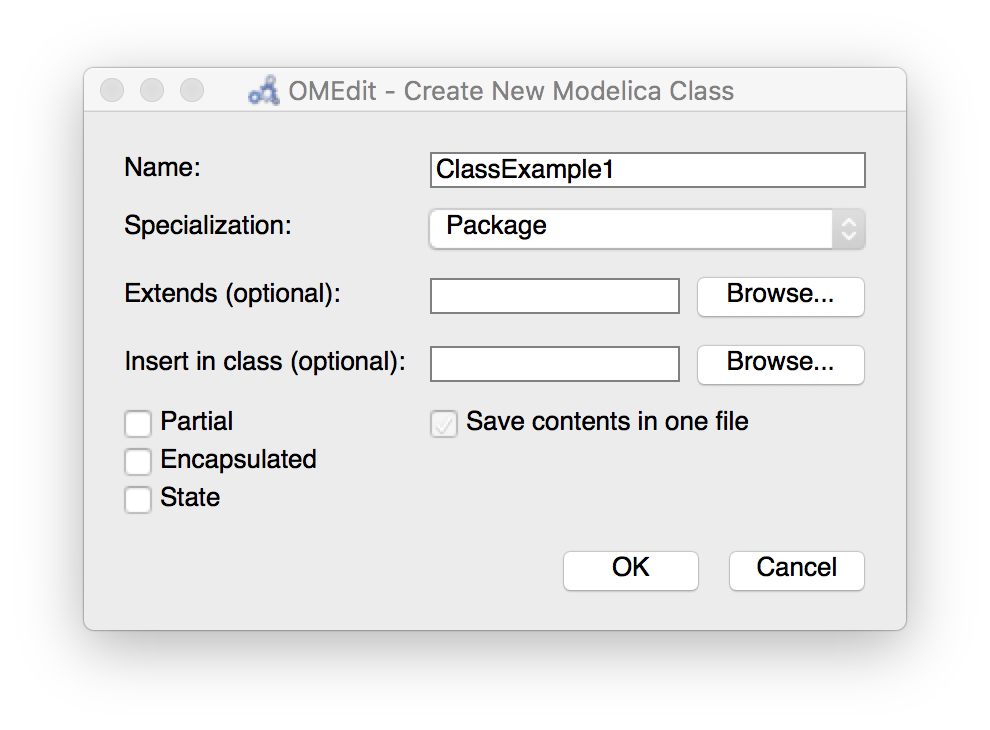 OMEdit - Create New Modelica Class
Name: ClassExample1
Specialization: Package
Extends (optional): Browse...
Insert in class (optional): Browse...
Partial Save contents in one file
Encapsulated
State
OK Cancel